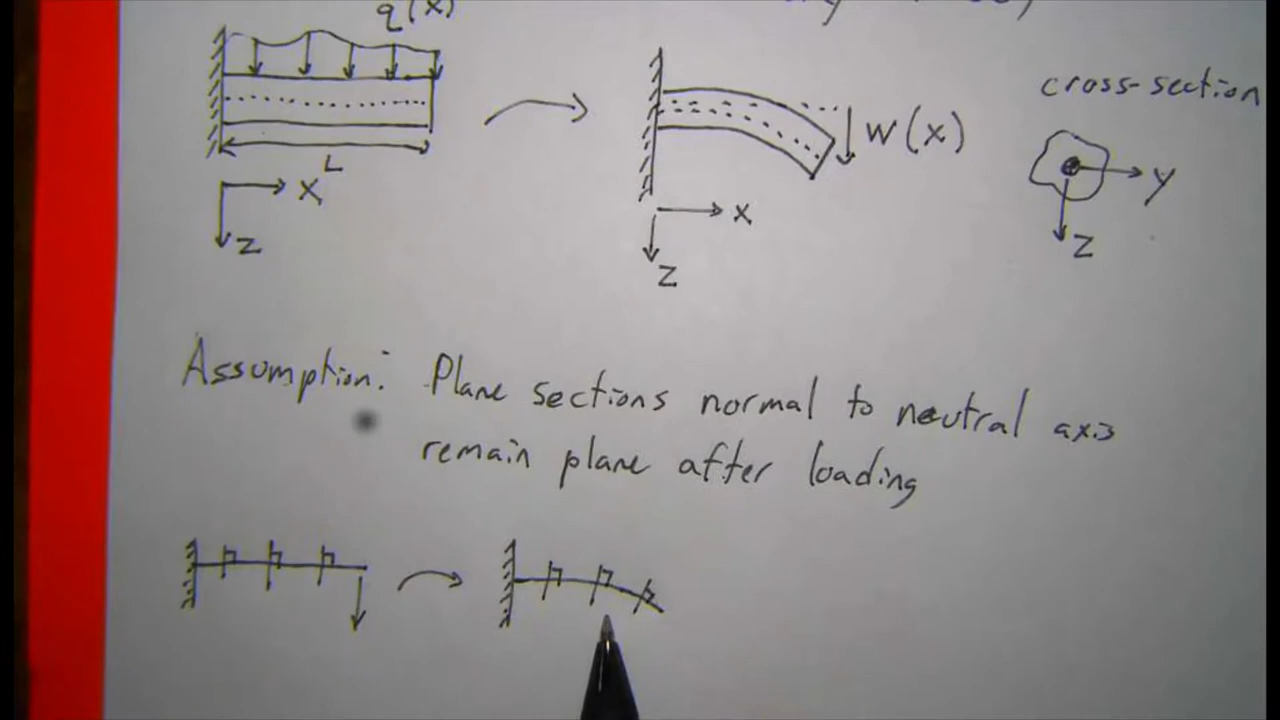 q(x)
L
x
z
w(x)
x
z
cross-section
y
z
Assumption: Plane sections normal to neutral axis
remain plane after loading